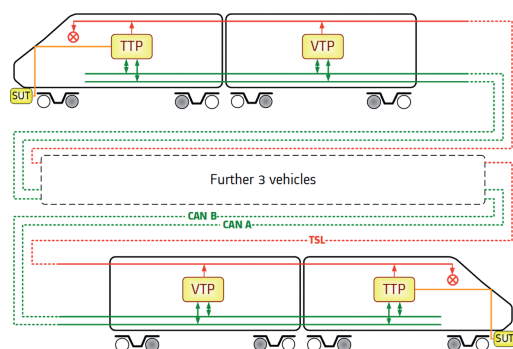 TTP
VTP
SUT
Further 3 vehicles
CAN B
CAN A
TSL
VTP
TTP
SUT